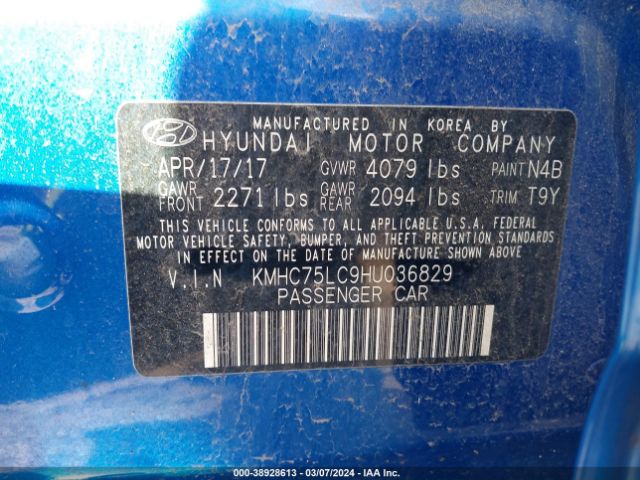 MANUFACTURED IN KOREA BY
HYUNDAI MOTOR COMPANY
APR/17/17 GVWR 4079 lbs PAINT N4B
GAWR FRONT 2271 lbs GAWR REAR 2094 lbs TRIM T9Y
THIS VEHICLE CONFORMS TO ALL APPLICABLE U.S.A. FEDERAL
MOTOR VEHICLE SAFETY, BUMPER, AND THEFT PREVENTION STANDARDS
IN EFFECT ON THE DATE OF MANUFACTURE SHOWN ABOVE
V.I.N KMHC75LC9HU036829
PASSENGER CAR
000-38928613 - 03/07/2024 - IAA Inc.